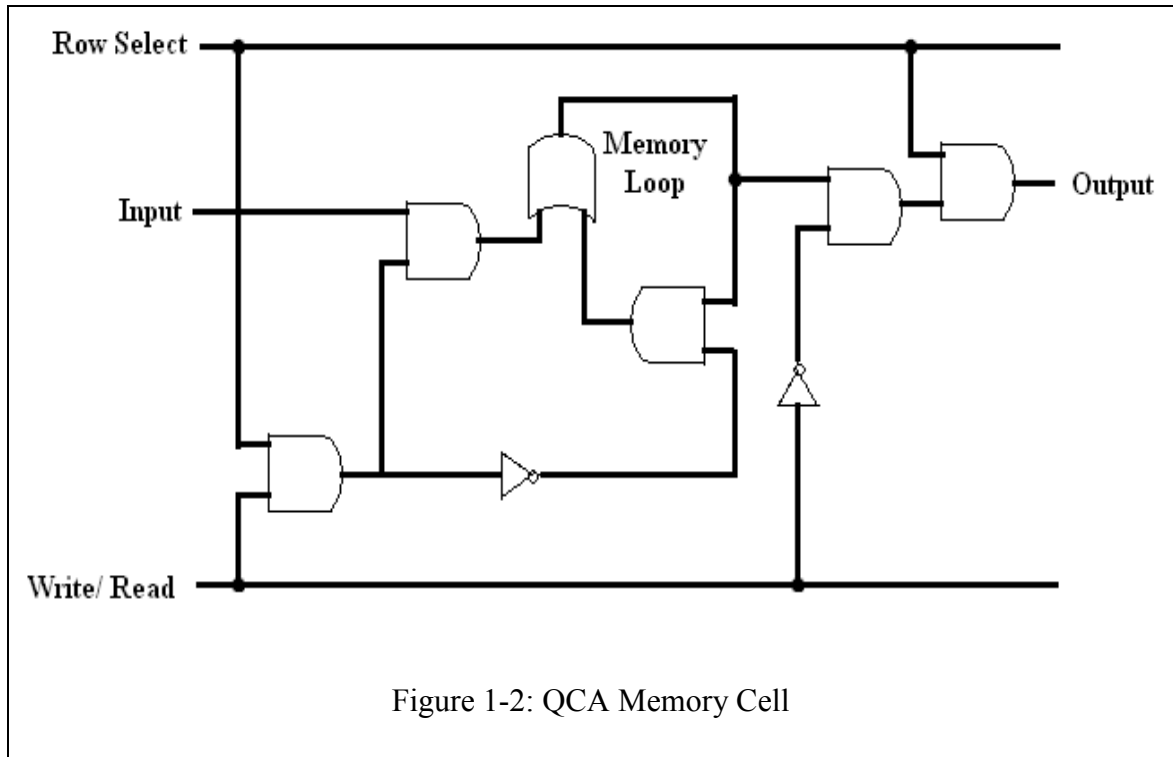 Row Select
Memory
Loop
Input
Output
Write/ Read
Figure 1-2: QCA Memory Cell